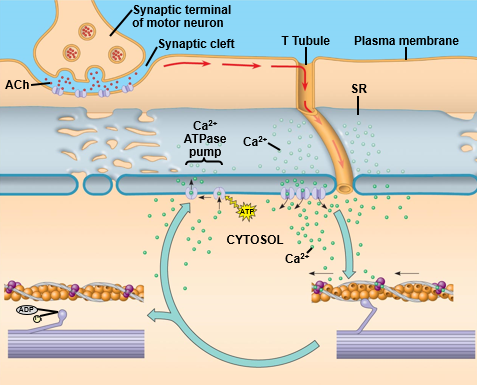 Synaptic terminal
of motor neuron
Synaptic cleft
T Tubule
Plasma membrane
ACh
SR
Ca2+
ATPase
pump
Ca2+
ATP
CYTOSOL
Ca2+
ADP
P